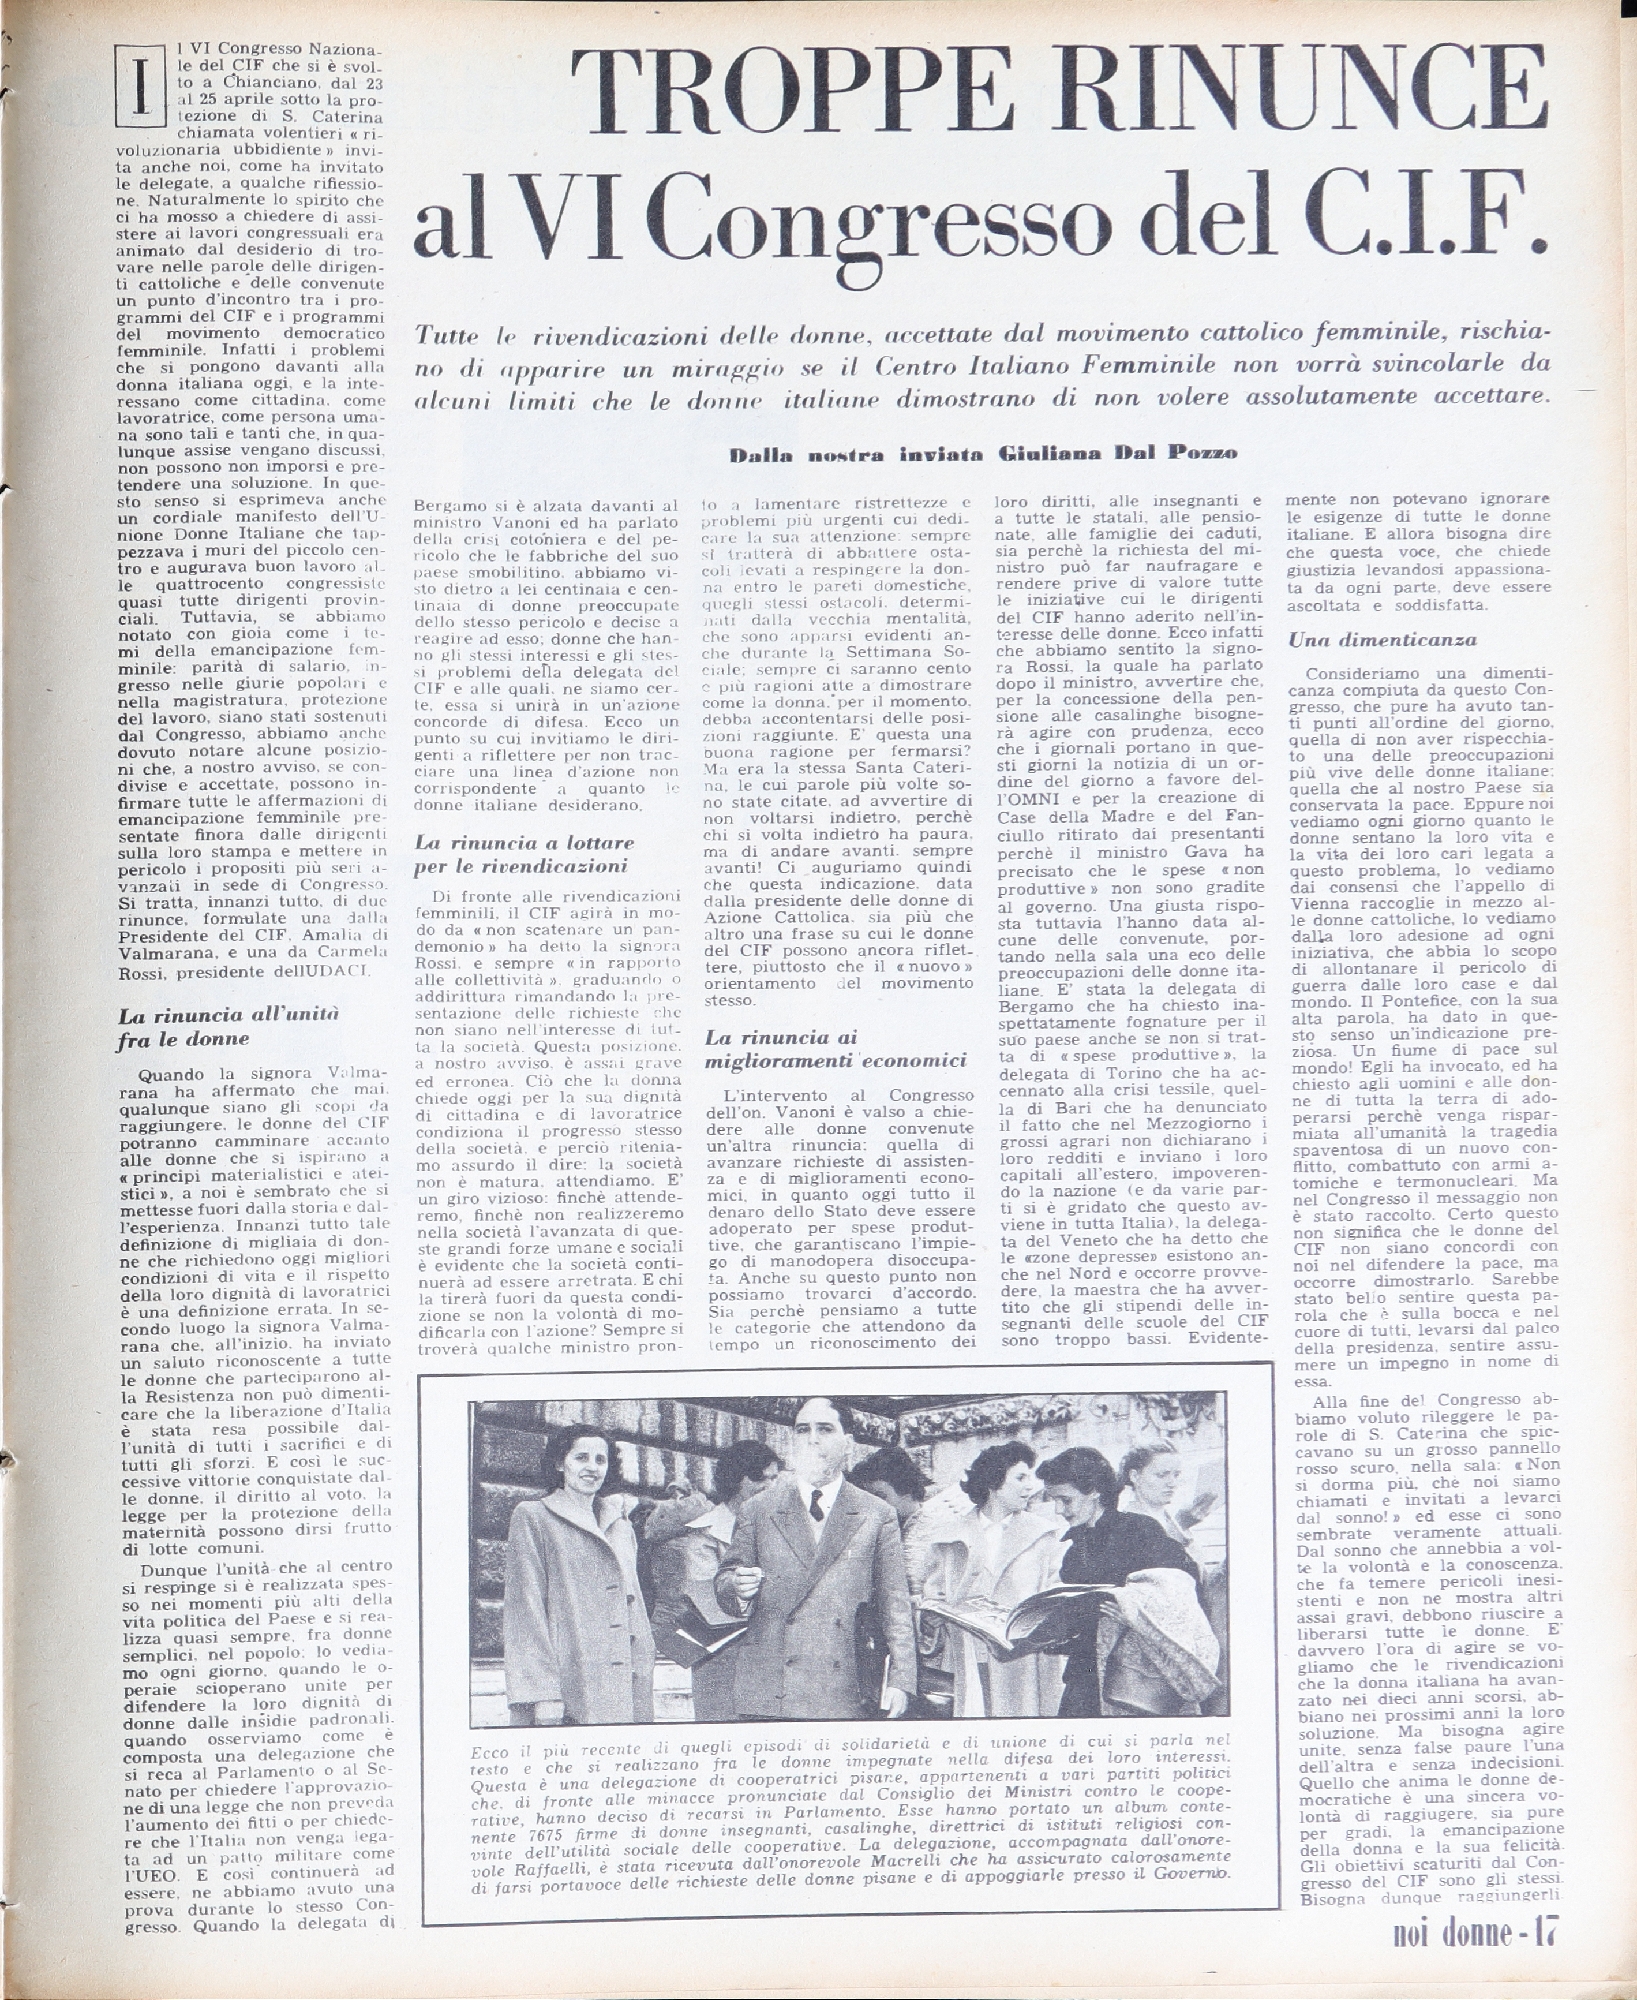 TROPPE RINUNCE
al VI Congresso del C.I.F.
Tutte le rivendicazioni delle donne, accettate dal movimento cattolico femminile, rischia-
no di apparire un miraggio se il Centro Italiano Femminile non vorrà svincolarle da
alcuni limiti che le donne italiane dimostrano di non volere assolutamente accettare.
Dalla nostra inviata Giuliana Dal Pozzo
I
l VI Congresso Naziona-
le del CIF che si è svol-
to a Chianciano, dal 23
al 25 aprile sotto la pro-
tezione di S. Caterina
chiamata volentieri « ri-
voluzionaria ubbidiente » invi-
ta anche noi, come ha invitato
le delegate, a qualche riflessio-
ne. Naturalmente lo spirito che
ci ha mosso a chiedere di assi-
stere ai lavori congressuali era
animato dal desiderio di tro-
vare nelle parole delle dirigen-
ti cattoliche e delle convenute
un punto d'incontro tra i pro-
grammi del CIF e i programmi
del movimento democratico
femminile. Infatti i problemi
che si pongono davanti alla
donna italiana oggi, e la inte-
ressano come cittadina, come
lavoratrice, come persona uma-
na sono tali e tanti che, in qua-
lunque assise vengano discussi,
non possono non imporsi e pre-
tendere una soluzione. In que-
sto senso si esprimeva anche
un cordiale manifesto dell'U-
nione Donne Italiane che tap-
pezzava i muri del piccolo cen-
tro e augurava buon lavoro al-
le quattrocento congressiste
quasi tutte dirigenti provin-
ciali. Tuttavia, se abbiamo
notato con gioia come i te-
mi della emancipazione fem-
minile: parità di salario, in-
gresso nelle giurie popolari e
nella magistratura, protezione
del lavoro, siano stati sostenuti
dal Congresso, abbiamo anche
dovuto notare alcune posizio-
ni che, a nostro avviso, se con-
divise e accettate, possono in-
firmare tutte le affermazioni di
emancipazione femminile pre-
sentate finora dalle dirigenti
sulla loro stampa e mettere in
pericolo i propositi più seri a-
vanzati in sede di Congresso.
Si tratta, innanzi tutto, di due
rinunce, formulate una dalla
Presidente del CIF, Amalia di
Valmarana, e una da Carmela
Rossi, presidente dell'UDACI.
La rinuncia all'unità
fra le donne
Quando la signora Valma-
rana ha affermato che mai,
qualunque siano gli scopi da
raggiungere, le donne del CIF
potranno camminare accanto
alle donne che si ispirano a
« principi materialistici e atei-
stici », a noi è sembrato che si
mettesse fuori dalla storia e dal-
l'esperienza. Innanzi tutto tale
definizione di migliaia di don-
ne che richiedono oggi migliori
condizioni di vita e il rispetto
della loro dignità di lavoratrici
è una definizione errata. In se-
condo luogo la signora Valma-
rana che, all'inizio, ha inviato
un saluto riconoscente a tutte
le donne che parteciparono al-
la Resistenza non può dimenti-
care che la liberazione d'Italia
è stata resa possibile dal-
l'unità di tutti i sacrifici e di
tutti gli sforzi. E così le suc-
cessive vittorie conquistate dal-
le donne, il diritto al voto, la
legge per la protezione della
maternità possono dirsi frutto
di lotte comuni.
Dunque l'unità che al centro
si respinge si è realizzata spes-
so nei momenti più alti della
vita politica del Paese e si rea-
lizza quasi sempre, fra donne
semplici, nel popolo; lo vedia-
mo ogni giorno, quando le o-
peraie scioperano unite per
difendere la loro dignità di
donne dalle insidie padronali,
quando osserviamo come è
composta una delegazione che
si reca al Parlamento o al Se-
nato per chiedere l'approvazio-
ne di una legge che non preveda
l'aumento dei fitti o per chiede-
re che l'Italia non venga lega-
ta ad un patto militare come
l'UEO. E così continuerà ad
essere, ne abbiamo avuto una
prova durante lo stesso Con-
gresso. Quando la delegata di
Bergamo si è alzata davanti al
ministro Vanoni ed ha parlato
della crisi cotoniera e del pe-
ricolo che le fabbriche del suo
paese smobilitino, abbiamo vi-
sto dietro a lei centinaia e cen-
tinaia di donne preoccupate
dello stesso pericolo e decise a
reagire ad esso; donne che han-
no gli stessi interessi e gli stes-
si problemi della delegata del
CIF e alle quali, ne siamo cer-
te, essa si unirà in un'azione
concorde di difesa. Ecco un
punto su cui invitiamo le diri-
genti a riflettere per non trac-
ciare una linea d'azione non
corrispondente a quanto le
donne italiane desiderano.
La rinuncia a lottare
per le rivendicazioni
Di fronte alle rivendicazioni
femminili, il CIF agirà in mo-
do da « non scatenare un pan-
demonio » ha detto la signora
Rossi, e sempre « in rapporto
alle collettività », graduando o
addirittura rimandando la pre-
sentazione delle richieste che
non siano nell'interesse di tut-
ta la società. Questa posizione,
a nostro avviso, è assai grave
ed erronea. Ciò che la donna
chiede oggi per la sua dignità
di cittadina e di lavoratrice
condiziona il progresso stesso
della società, e perciò ritenia-
mo assurdo il dire: la società
non è matura, attendiamo. E'
un giro vizioso: finchè attende-
remo, finchè non realizzeremo
nella società l'avanzata di que-
ste grandi forze umane e sociali
è evidente che la società conti-
nuerà ad essere arretrata. E chi
la tirerà fuori da questa condi-
zione se non la volontà di mo-
dificarla con l'azione? Sempre si
troverà qualche ministro pron-
to a lamentare ristrettezze e
problemi più urgenti cui dedi-
care la sua attenzione; sempre
si tratterà di abbattere osta-
coli levati a respingere la don-
na entro le pareti domestiche,
quegli stessi ostacoli, determi-
nati dalla vecchia mentalità,
che sono apparsi evidenti an-
che durante la Settimana So-
ciale; sempre ci saranno cento
e più ragioni atte a dimostrare
come la donna, per il momento,
debba accontentarsi delle posi-
zioni raggiunte. E' questa una
buona ragione per fermarsi?
Ma era la stessa Santa Cateri-
na, le cui parole più volte so-
no state citate, ad avvertire di
non voltarsi indietro, perchè
chi si volta indietro ha paura,
ma di andare avanti, sempre
avanti! Ci auguriamo quindi
che questa indicazione, data
dalla presidente delle donne di
Azione Cattolica, sia più che
altro una frase su cui le donne
del CIF possono ancora riflet-
tere, piuttosto che il « nuovo »
orientamento del movimento
stesso.
La rinuncia ai
miglioramenti economici
L'intervento al Congresso
dell'on. Vanoni è valso a chie-
dere alle donne convenute
un'altra rinuncia: quella di
avanzare richieste di assisten-
za e di miglioramenti econo-
mici, in quanto oggi tutto il
denaro dello Stato deve essere
adoperato per spese produt-
tive, che garantiscano l'impie-
go di manodopera disoccupa-
ta. Anche su questo punto non
possiamo trovarci d'accordo.
Sia perchè pensiamo a tutte
le categorie che attendono da
tempo un riconoscimento dei
loro diritti, alle insegnanti e
a tutte le statali, alle pensio-
nate, alle famiglie dei caduti,
sia perchè la richiesta del mi-
nistro può far naufragare e
rendere prive di valore tutte
le iniziative cui le dirigenti
del CIF hanno aderito nell'in-
teresse delle donne. Ecco infatti
che abbiamo sentito la signo-
ra Rossi, la quale ha parlato
dopo il ministro, avvertire che,
per la concessione della pen-
sione alle casalinghe bisogne-
rà agire con prudenza, ecco
che i giornali portano in que-
sti giorni la notizia di un or-
dine del giorno a favore del-
l'OMNI e per la creazione di
Case della Madre e del Fan-
ciullo ritirato dai presentanti
perchè il ministro Gava ha
precisato che le spese « non
produttive » non sono gradite
al governo. Una giusta rispo-
sta tuttavia l'hanno data al-
cune delle convenute, por-
tando nella sala una eco delle
preoccupazioni delle donne ita-
liane. E' stata la delegata di
Bergamo che ha chiesto ina-
spettatamente fognature per il
suo paese anche se non si trat-
ta di « spese produttive », la
delegata di Torino che ha ac-
cennato alla crisi tessile, quel-
la di Bari che ha denunciato
il fatto che nel Mezzogiorno i
grossi agrari non dichiarano i
loro redditi e inviano i loro
capitali all'estero, impoveren-
do la nazione (e da varie par-
ti si è gridato che questo av-
viene in tutta Italia), la delega-
ta del Veneto che ha detto che
le «zone depresse» esistono an-
che nel Nord e occorre provve-
dere, la maestra che ha avver-
tito che gli stipendi delle in-
segnanti delle scuole del CIF
sono troppo bassi. Evidente-
mente non potevano ignorare
le esigenze di tutte le donne
italiane. E allora bisogna dire
che questa voce, che chiede
giustizia levandosi appassiona-
ta da ogni parte, deve essere
ascoltata e soddisfatta.
Una dimenticanza
Consideriamo una dimenti-
canza compiuta da questo Con-
gresso, che pure ha avuto tan-
ti punti all'ordine del giorno,
quella di non aver rispecchia-
to una delle preoccupazioni
più vive delle donne italiane:
quella che al nostro Paese sia
conservata la pace. Eppure noi
vediamo ogni giorno quanto le
donne sentano la loro vita e
la vita dei loro cari legata a
questo problema, lo vediamo
dai consensi che l'appello di
Vienna raccoglie in mezzo al-
le donne cattoliche, lo vediamo
dalla loro adesione ad ogni
iniziativa, che abbia lo scopo
di allontanare il pericolo di
guerra dalle loro case e dal
mondo. Il Pontefice, con la sua
alta parola, ha dato in que-
sto senso un'indicazione pre-
ziosa. Un fiume di pace sul
mondo! Egli ha invocato, ed ha
chiesto agli uomini e alle don-
ne di tutta la terra di ado-
perarsi perchè venga rispar-
miata all'umanità la tragedia
spaventosa di un nuovo con-
flitto, combattuto con armi a-
tomiche e termonucleari. Ma
nel Congresso il messaggio non
è stato raccolto. Certo questo
non significa che le donne del
CIF non siano concordi con
noi nel difendere la pace, ma
occorre dimostrarlo. Sarebbe
stato bello sentire questa pa-
rola che è sulla bocca e nel
cuore di tutti, levarsi dal palco
della presidenza, sentire assu-
mere un impegno in nome di
essa.
Alla fine del Congresso ab-
biamo voluto rileggere le pa-
role di S. Caterina che spic-
cavano su un grosso pannello
rosso scuro, nella sala: « Non
si dorma più, che noi siamo
chiamati e invitati a levarci
dal sonno! » ed esse ci sono
sembrate veramente attuali.
Dal sonno che annebbia a vol-
te la volontà e la conoscenza,
che fa temere pericoli inesi-
stenti e non ne mostra altri
assai gravi, debbono riuscire a
liberarsi tutte le donne. E'
davvero l'ora di agire se vo-
gliamo che le rivendicazioni
che la donna italiana ha avan-
zato nei dieci anni scorsi, ab-
biano nei prossimi anni la loro
soluzione. Ma bisogna agire
unite, senza false paure l'una
dell'altra e senza indecisioni.
Quello che anima le donne de-
mocratiche è una sincera vo-
lontà di raggiugere, sia pure
per gradi, la emancipazione
della donna e la sua felicità.
Gli obiettivi scaturiti dal Con-
gresso del CIF sono gli stessi.
Bisogna dunque raggiungerli
Ecco il più recente di quegli episodi di solidarietà e di unione di cui si parla nel
testo e che si realizzano fra le donne impegnate nella difesa dei loro interessi.
Questa è una delegazione di cooperatrici pisane, appartenenti a vari partiti politici
che, di fronte alle minacce pronunciate dal Consiglio dei Ministri contro le coope-
rative, hanno deciso di recarsi in Parlamento. Esse hanno portato un album conte-
nente 7675 firme di donne insegnanti, casalinghe, direttrici di istituti religiosi con-
vinte dell'utilità sociale delle cooperative. La delegazione, accompagnata dall'onore-
vole Raffaelli, è stata ricevuta dall'onorevole Macrelli che ha assicurato calorosamente
di farsi portavoce delle richieste delle donne pisane e di appoggiarle presso il Governo.
noi donne - 17